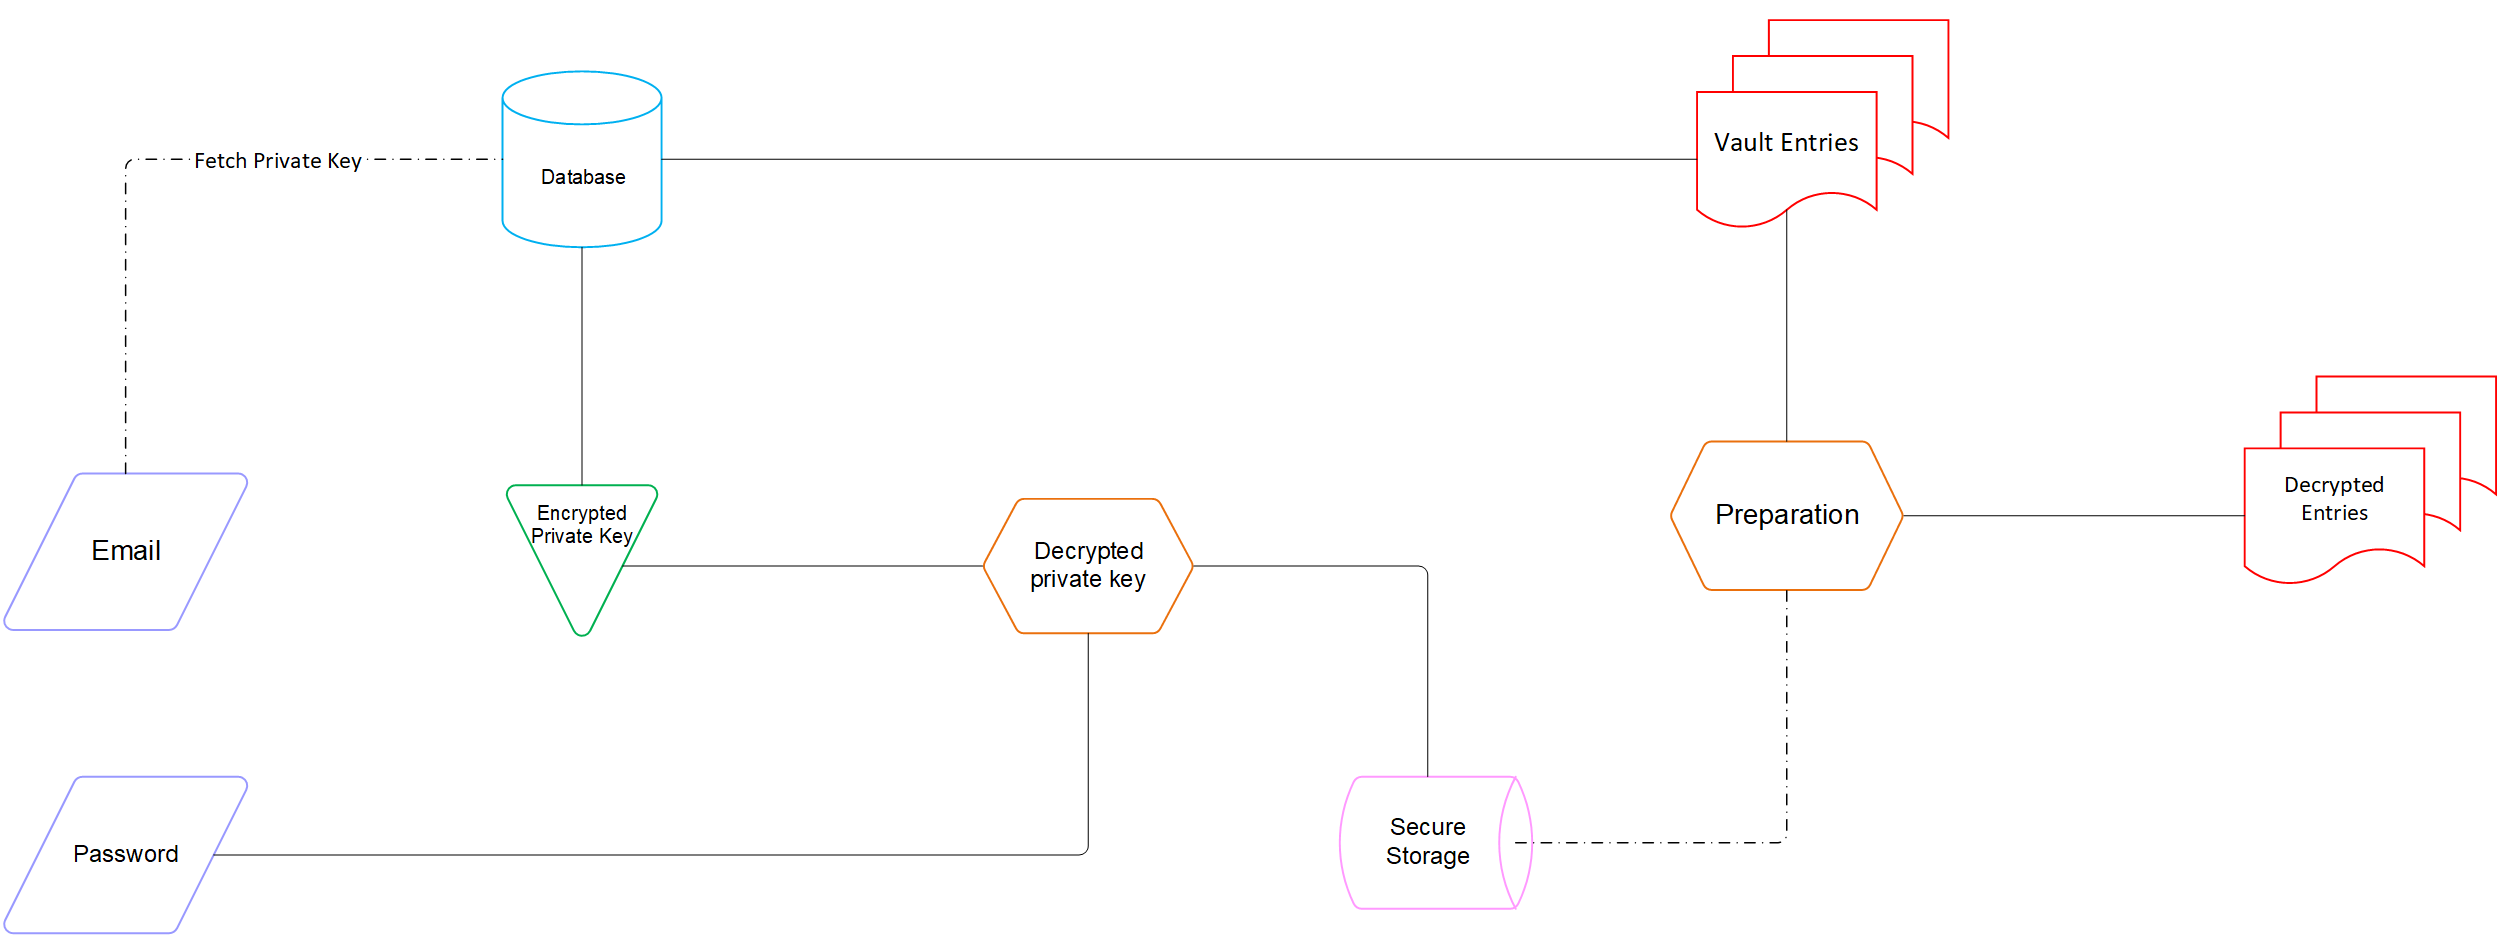 Vault Entries
Fetch Private Key
Database
Decrypted
Entries
Encrypted
Private Key
Preparation
Email
Decrypted
private key
Secure
Storage
Password